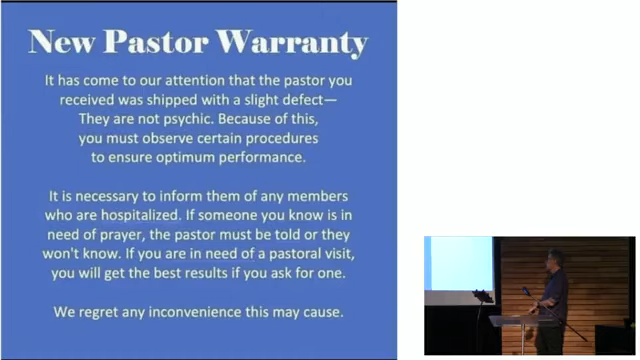 New Pastor Warranty
It has come to our attention that the pastor you
received was shipped with a slight defect—
They are not psychic. Because of this,
you must observe certain procedures
to ensure optimum performance.
It is necessary to inform them of any members
who are hospitalized. If someone you know is in
need of prayer, the pastor must be told or they
won't know. If you are in need of a pastoral visit,
you will get the best results if you ask for one.
We regret any inconvenience this may cause.